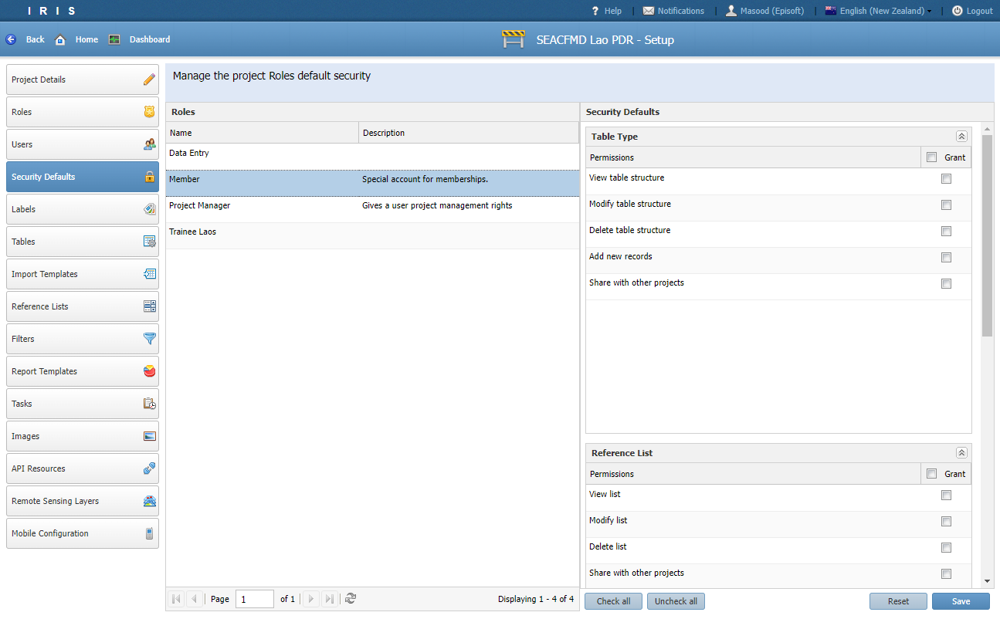 I R I S
? Help | Notifications | Masood (Episoft) | English (New Zealand) | Logout
Back Home Dashboard
SEACFMD Lao PDR - Setup
Project Details
Roles
Users
Security Defaults
Labels
Tables
Import Templates
Reference Lists
Filters
Report Templates
Tasks
Images
API Resources
Remote Sensing Layers
Mobile Configuration
Manage the project Roles default security
Roles
Name Description
Data Entry
Member Special account for memberships.
Project Manager Gives a user project management rights
Trainee Laos
Page 1 of 1
Displaying 1 - 4 of 4
Security Defaults
Table Type
Permissions Grant
View table structure
Modify table structure
Delete table structure
Add new records
Share with other projects
Reference List
Permissions Grant
View list
Modify list
Delete list
Share with other projects
Check all Uncheck all Reset Save